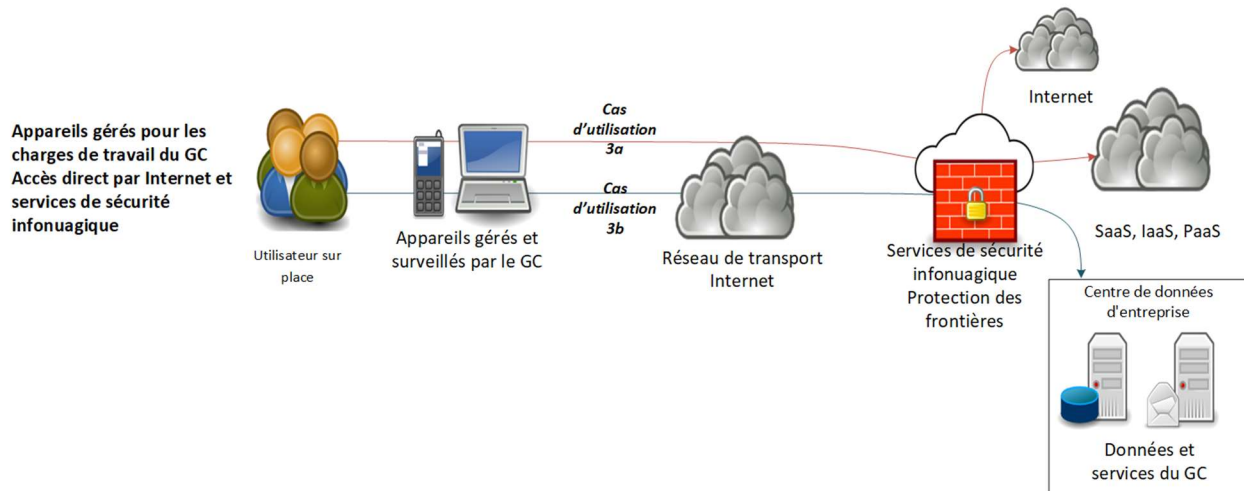 Appareils gérés pour les
charges de travail du GC
Accès direct par Internet et
services de sécurité
infonuagique
Utilisateur sur
place
Appareils gérés et
surveillés par le GC
Cas
d'utilisation
3a
Cas
d'utilisation
3b
Réseau de transport
Internet
Services de sécurité
infonuagique
Protection des
frontières
Internet
SaaS, IaaS, PaaS
Centre de données
d'entreprise
Données et
services du GC